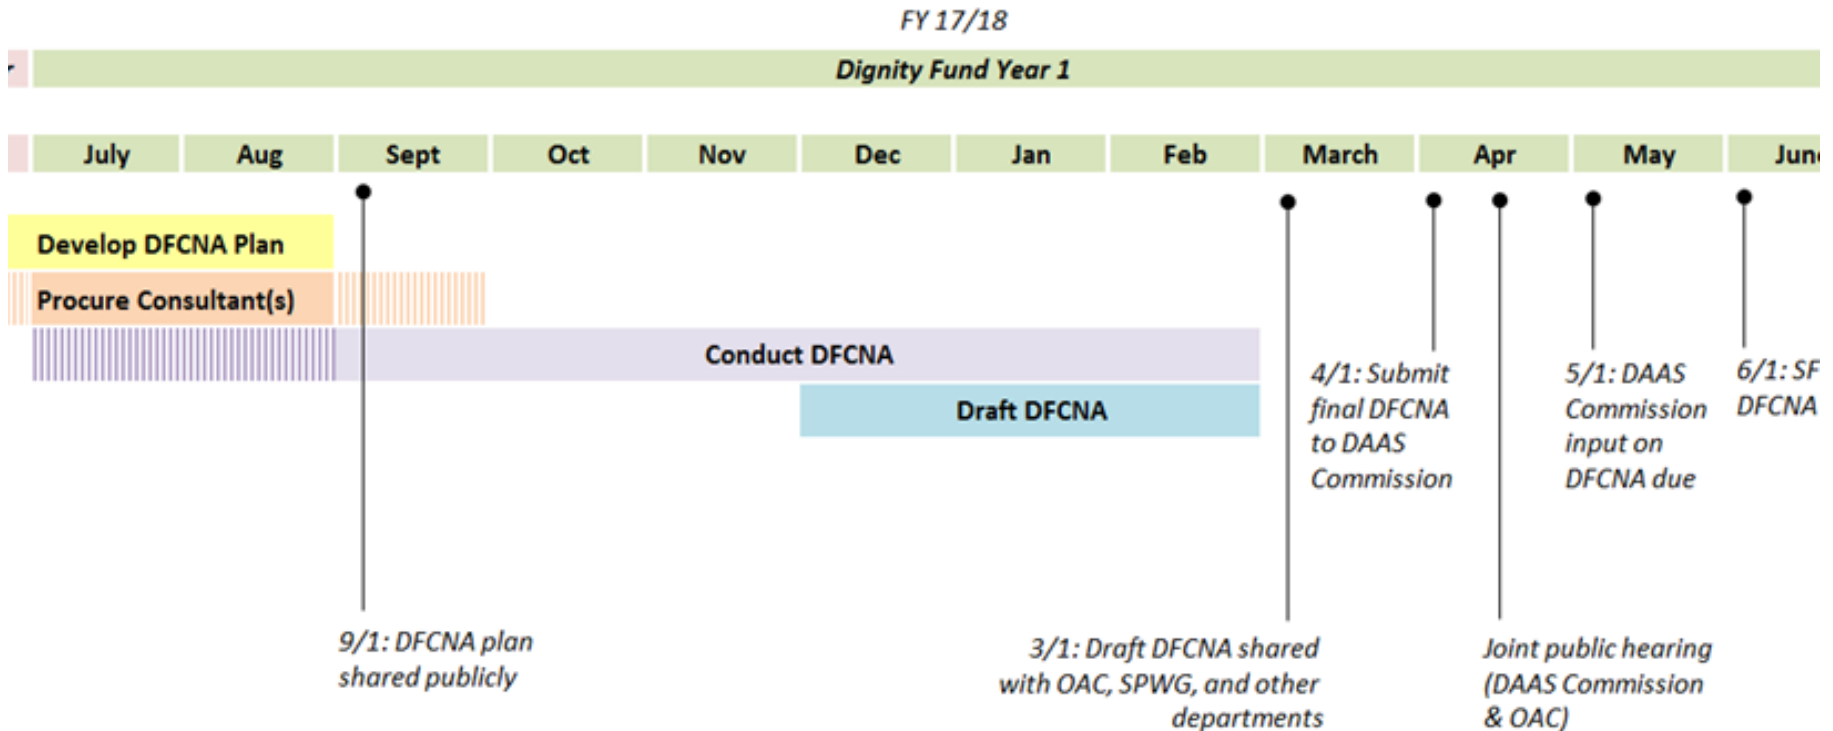 FY 17/18
Dignity Fund Year 1
July Aug Sept Oct Nov Dec Jan Feb March Apr May
Develop DFCNA Plan
Procure Consultant(s)
Conduct DFCNA
Draft DFCNA
4/1: Submit
final DFCNA
to DAAS
Commission
5/1: DAAS
Commission
input on
DFCNA due
6/1: SF
DFCNA
9/1: DFCNA plan
shared publicly
3/1: Draft DFCNA shared
with OAC, SPWG, and other
departments
Joint public hearing
(DAAS Commission
& OAC)